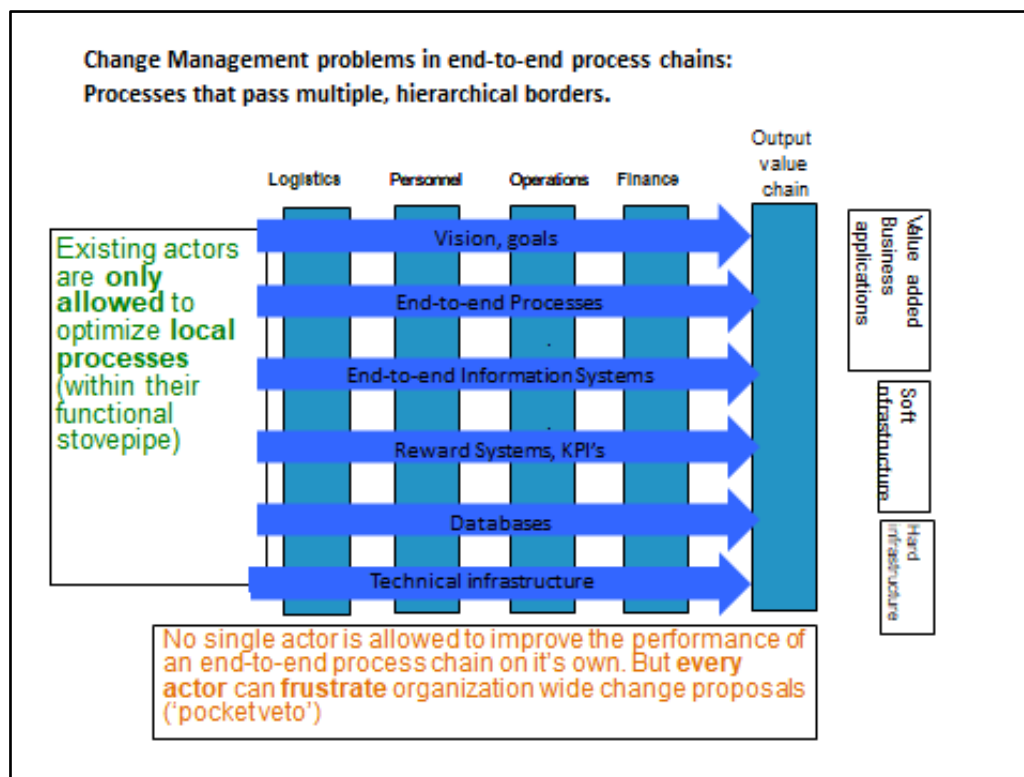 Change Management problems in end-to-end process chains:
Processes that pass multiple, hierarchical borders.
Output
value
chain
Logistics
Personnel
Operations
Finance
Existing actors
are only
allowed to
optimize local
processes
(within their
functional
stovepipe)
Vision, goals
End-to-end Processes
End-to-end Information Systems
Reward Systems, KPI's
Databases
Technical infrastructure
Value added
Business
applications
Soft
infrastructure
Hard
infrastructure
No single actor is allowed to improve the performance of
an end-to-end process chain on it's own. But every
actor can frustrate organization wide change proposals
('pocket veto')